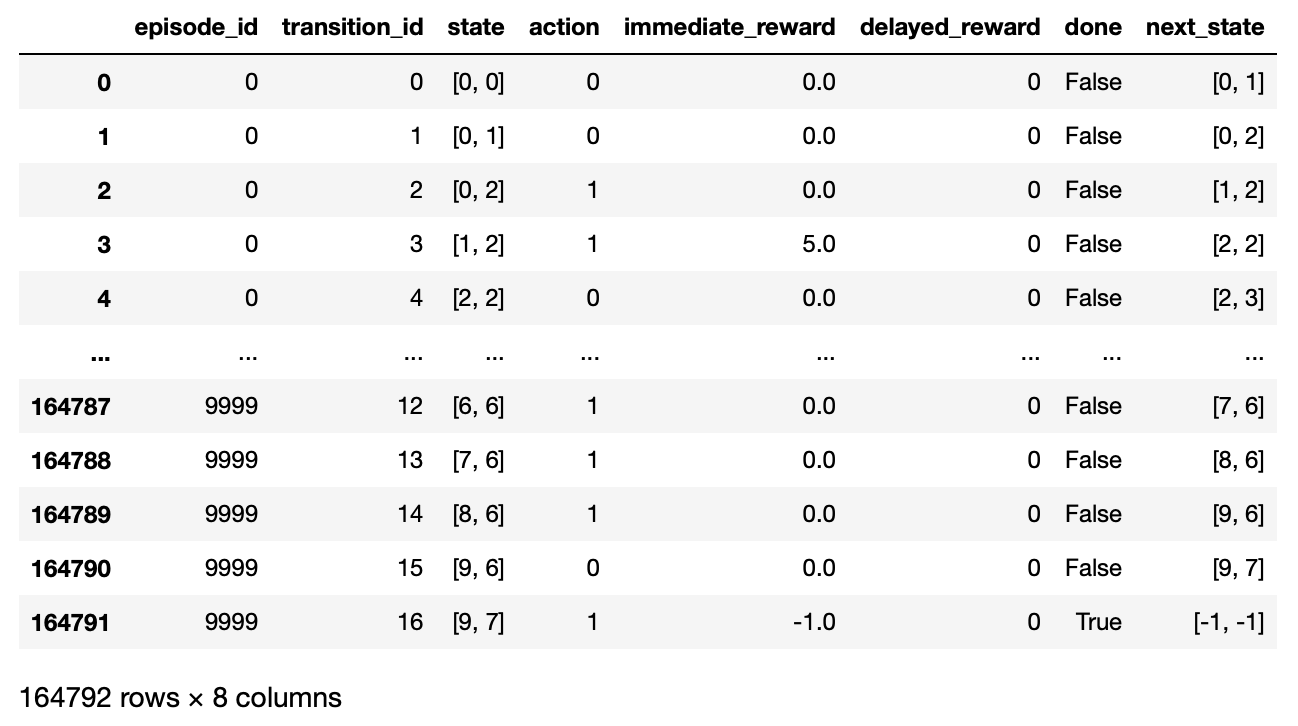 episode_id transition_id state action immediate_reward delayed_reward done next_state
0 0 0 [0, 0] 0 0.0 0 False [0, 1]
1 0 1 [0, 1] 0 0.0 0 False [0, 2]
2 0 2 [0, 2] 1 0.0 0 False [1, 2]
3 0 3 [1, 2] 1 5.0 0 False [2, 2]
4 0 4 [2, 2] 0 0.0 0 False [2, 3]
... ... ... ... ... ... ... ... ...
164787 9999 12 [6, 6] 1 0.0 0 False [7, 6]
164788 9999 13 [7, 6] 1 0.0 0 False [8, 6]
164789 9999 14 [8, 6] 1 0.0 0 False [9, 6]
164790 9999 15 [9, 6] 0 0.0 0 False [9, 7]
164791 9999 16 [9, 7] 1 -1.0 0 True [-1, -1]
164792 rows × 8 columns